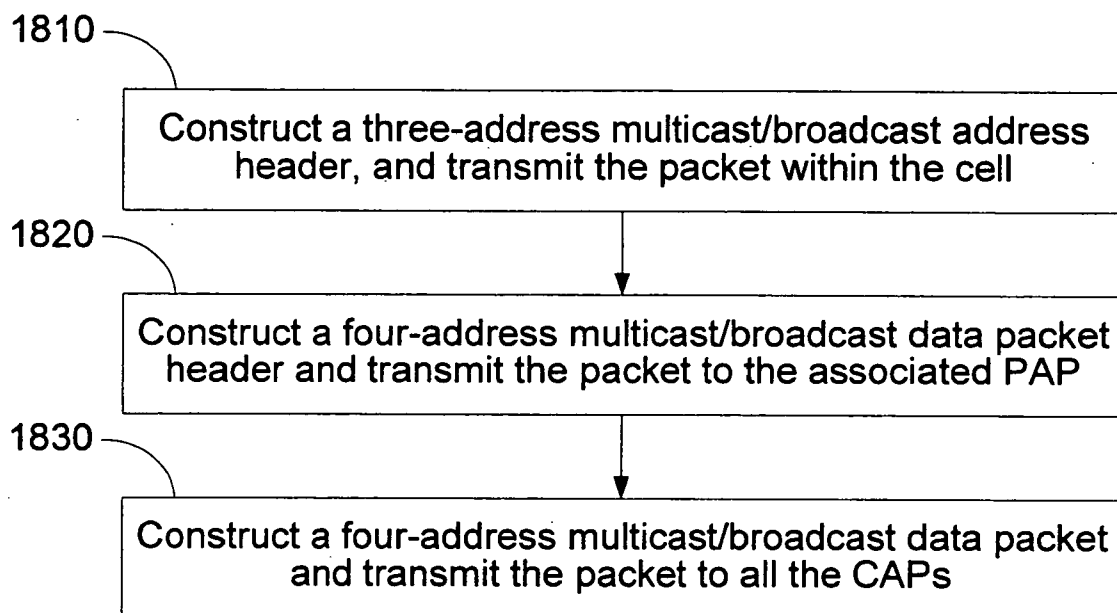 1810
Construct a three-address multicast/broadcast address
header, and transmit the packet within the cell
1820
Construct a four-address multicast/broadcast data packet
header and transmit the packet to the associated PAP
1830
Construct a four-address multicast/broadcast data packet
and transmit the packet to all the CAPs